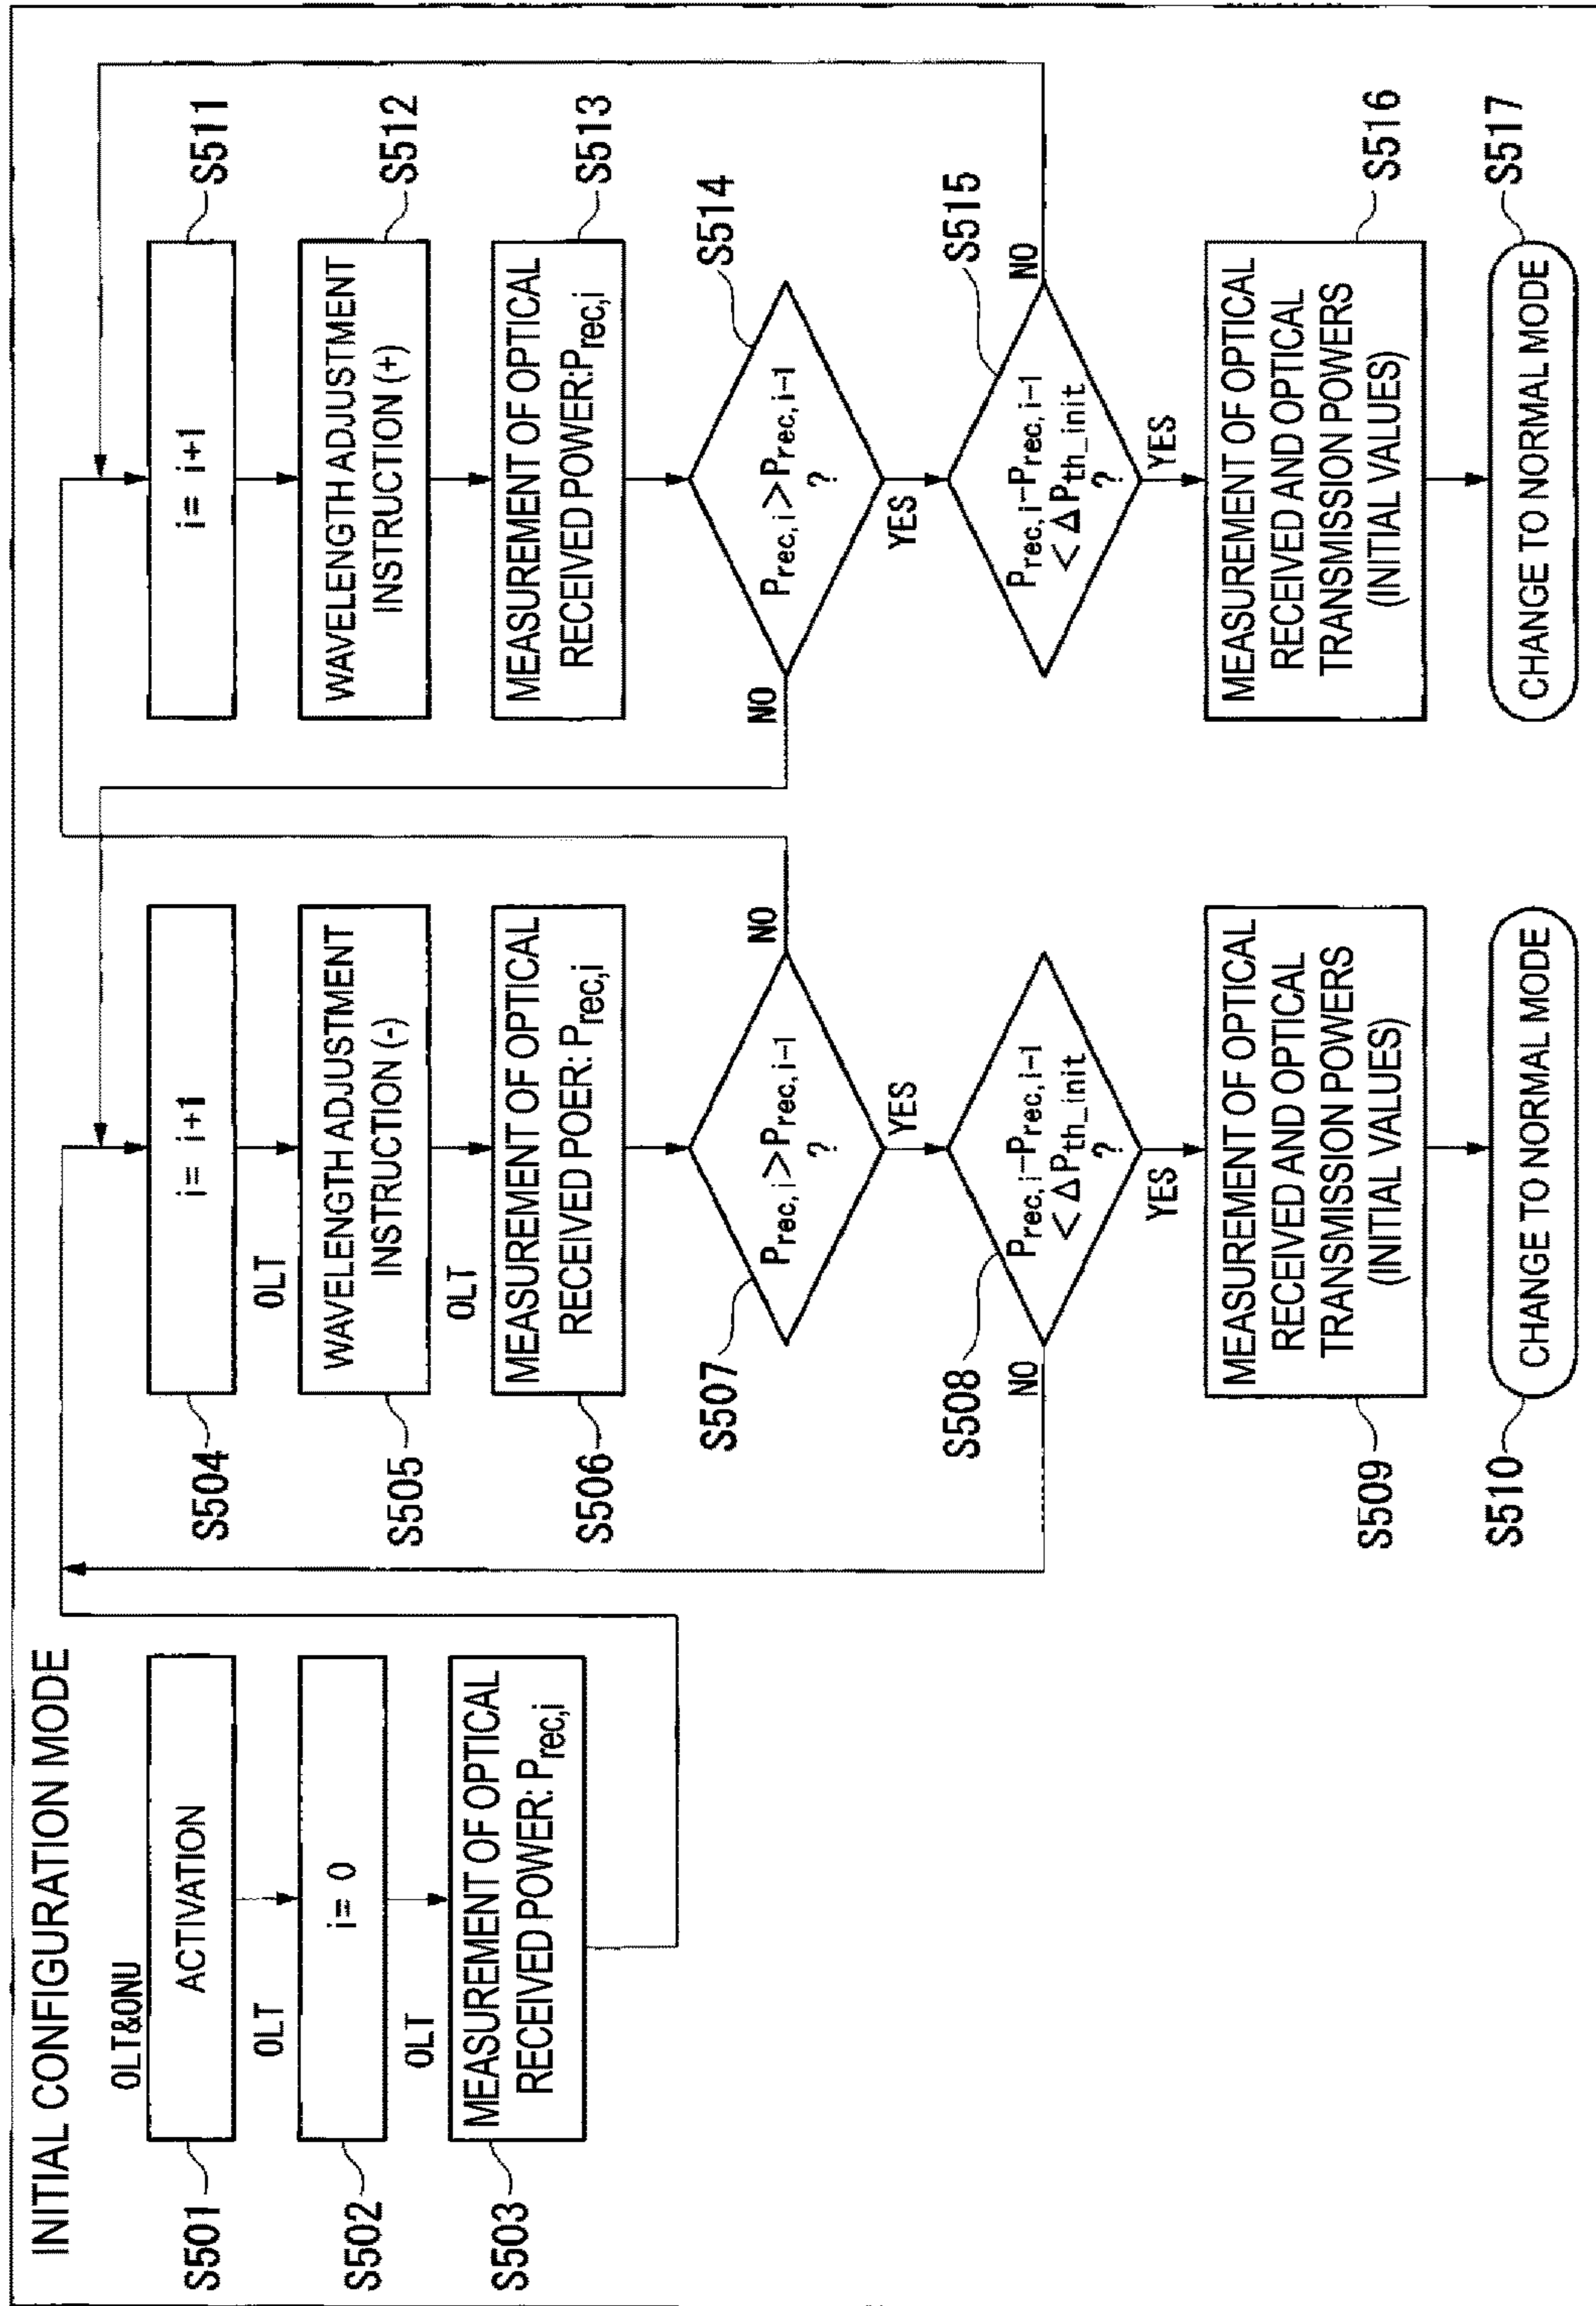 INITIAL CONFIGURATION MODE
OLT&ONU
S501
ACTIVATION
OLT
S502
i= 0
OLT
S503
MEASUREMENT OF OPTICAL
RECEIVED POWER: Prec,i
S504
i= i+1
OLT
S505
WAVELENGTH ADJUSTMENT
INSTRUCTION (-)
OLT
S506
MEASUREMENT OF OPTICAL
RECEIVED POER: Prec,i
S507
Prec, i>Prec, i-1
?
NO
YES
S508
Prec, i-Prec, i-1
<ΔPth_init
?
NO
YES
S509
MEASUREMENT OF OPTICAL
RECEIVED AND OPTICAL
TRANSMISSION POWERS
(INITIAL VALUES)
S510
CHANGE TO NORMAL MODE
S511
i= i+1
S512
WAVELENGTH ADJUSTMENT
INSTRUCTION (+)
S513
MEASUREMENT OF OPTICAL
RECEIVED POWER:Prec,i
S514
Prec, i>Prec, i-1
?
NO
YES
S515
Prec, i-Prec, i-1
<ΔPth_init
?
NO
YES
S516
MEASUREMENT OF OPTICAL
RECEIVED AND OPTICAL
TRANSMISSION POWERS
(INITIAL VALUES)
S517
CHANGE TO NORMAL MODE